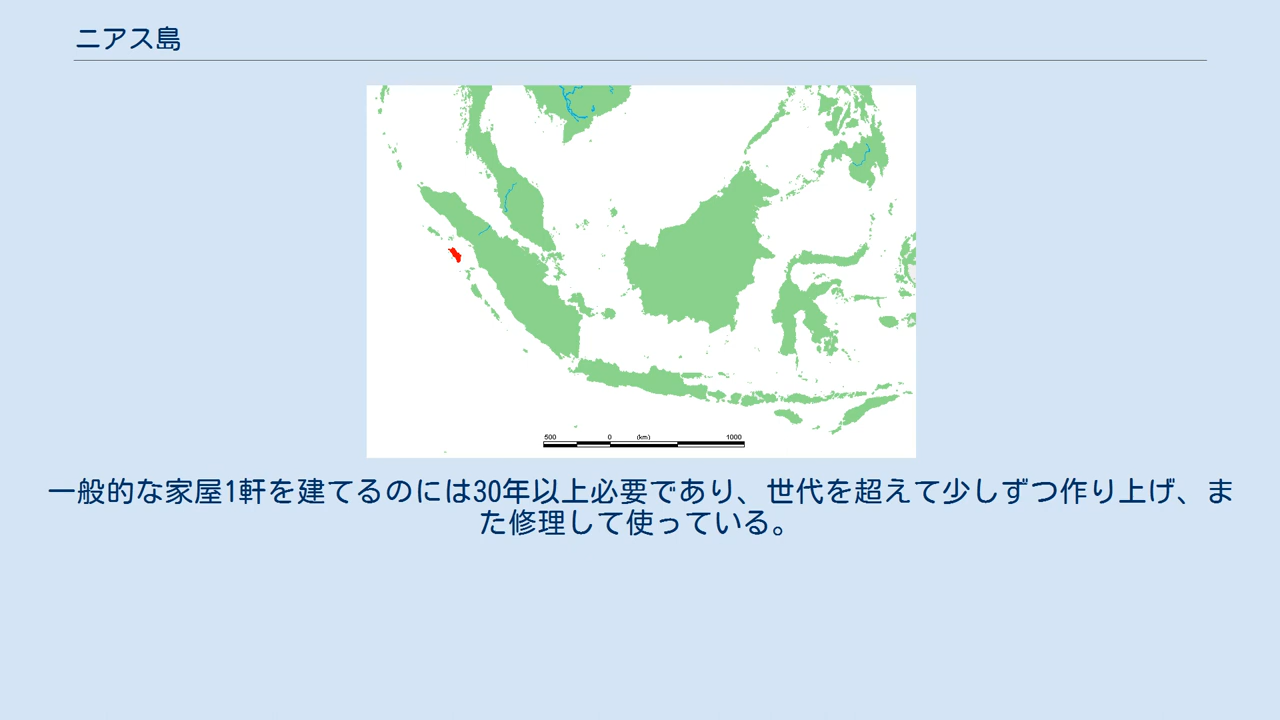 ニアス島
500 0 (km) 1000
一般的な家屋1軒を建てるのには30年以上必要であり、世代を超えて少しずつ作り上げ、ま
た修理して使っている。